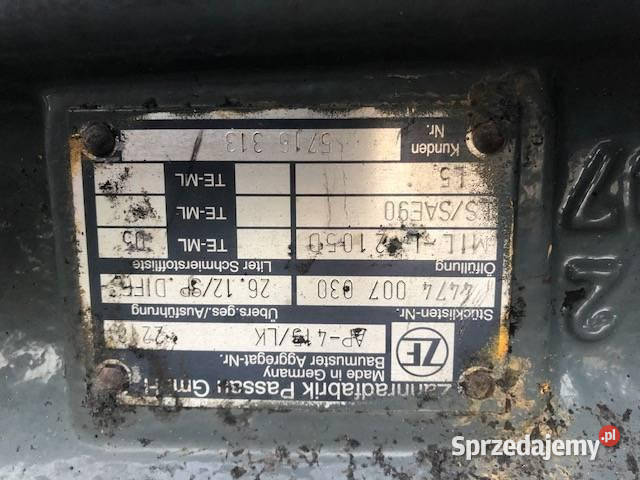 Zahnradfabrik Passau GmbH
Made in Germany
Baumuster Aggregat-Nr.
ZF
AP-415/LK
Stücklisten-Nr. Übers.ges./Ausführung
4474 007 030 26.12/SP.DIFF
Ölfüllung Liter Schmierstoffliste
MIL-L-2105D TE-ML 05
LS/SAE90 TE-ML
TE-ML
Kunden Nr.
313
Sprzedajemy.pl